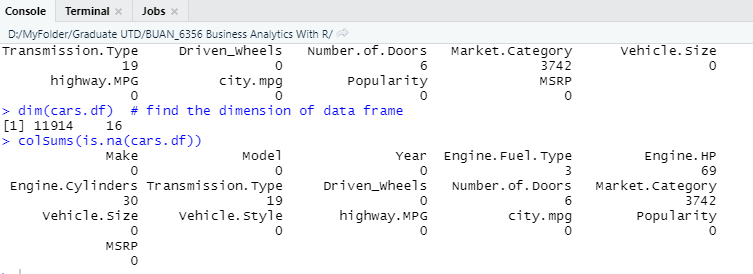 Console Terminal × Jobs ×
D:/MyFolder/Graduate UTD/BUAN_6356 Business Analytics With R/
Transmission.Type Driven_Wheels Number.of.Doors Market.Category Vehicle.Size
19 0 6 3742 0
highway.MPG city.mpg Popularity MSRP
0 0 0 0
> dim(cars.df)  # find the dimension of data frame
[1] 11914    16
> colSums(is.na(cars.df))
Make Model Year Engine.Fuel.Type Engine.HP
0 0 0 3 69
Engine.Cylinders Transmission.Type Driven_Wheels Number.of.Doors Market.Category
30 19 0 6 3742
Vehicle.Size Vehicle.Style highway.MPG city.mpg Popularity
0 0 0 0 0
MSRP
0
>